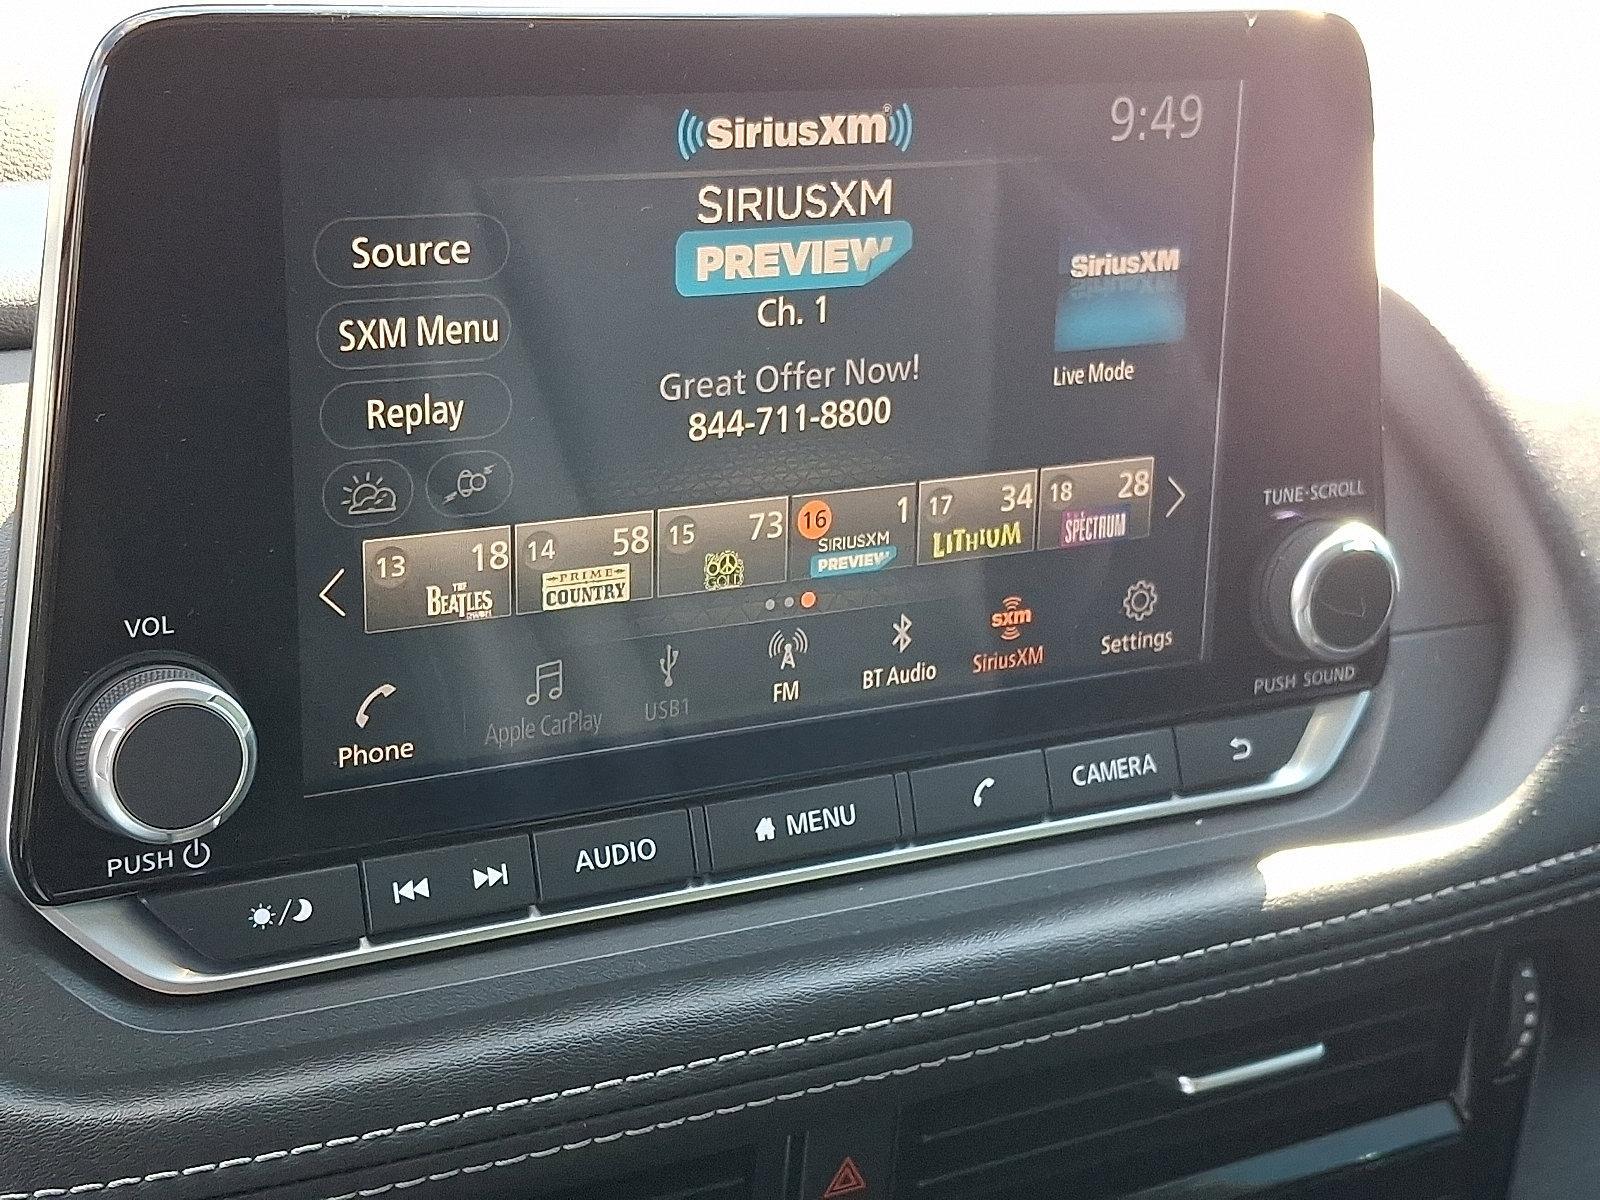 SiriusXM®
9:49
SIRIUSXM
PREVIEW
Ch. 1
Great Offer Now!
844-711-8800
Source
SXM Menu
Replay
SiriusXM
Live Mode
13 18
THE BEATLES
14 58
PRIME COUNTRY
15 73
60s GOLD
16 1
SIRIUSXM PREVIEW
17 34
LITHIUM
18 28
SPECTRUM
Phone
Apple CarPlay
USB1
FM
BT Audio
sxm
SiriusXM
Settings
VOL
PUSH
TUNE·SCROLL
PUSH SOUND
AUDIO
MENU
CAMERA